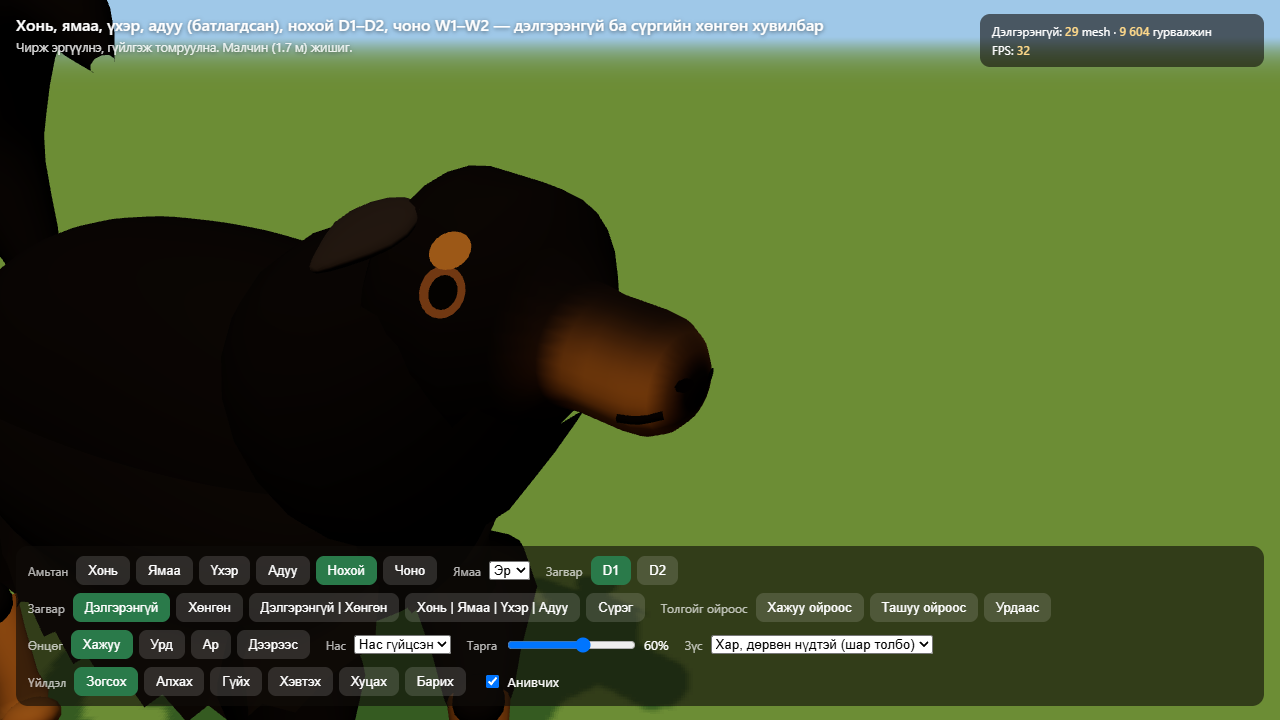 Хонь, ямаа, үхэр, адуу (батлагдсан), нохой D1–D2, чоно W1–W2 — дэлгэрэнгүй ба сүргийн хөнгөн хувилбар
Чирж эргүүлнэ, гүйлгэж томруулна. Малчин (1.7 м) жишиг.
Дэлгэрэнгүй: 29 mesh · 9 604 гурвалжин
FPS: 32
Амьтан Хонь Ямаа Үхэр Адуу Нохой Чоно Ямаа Эр Загвар D1 D2
Загвар Дэлгэрэнгүй Хөнгөн Дэлгэрэнгүй | Хөнгөн Хонь | Ямаа | Үхэр | Адуу Сүрэг Толгойг ойроос Хажуу ойроос Ташуу ойроос Урдаас
Өнцөг Хажуу Урд Ар Дээрээс Нас Нас гүйцсэн Тарга 60% Зүс Хар, дөрвөн нүдтэй (шар толбо)
Үйлдэл Зогсох Алхах Гүйх Хэвтэх Хуцах Барих Анивчих